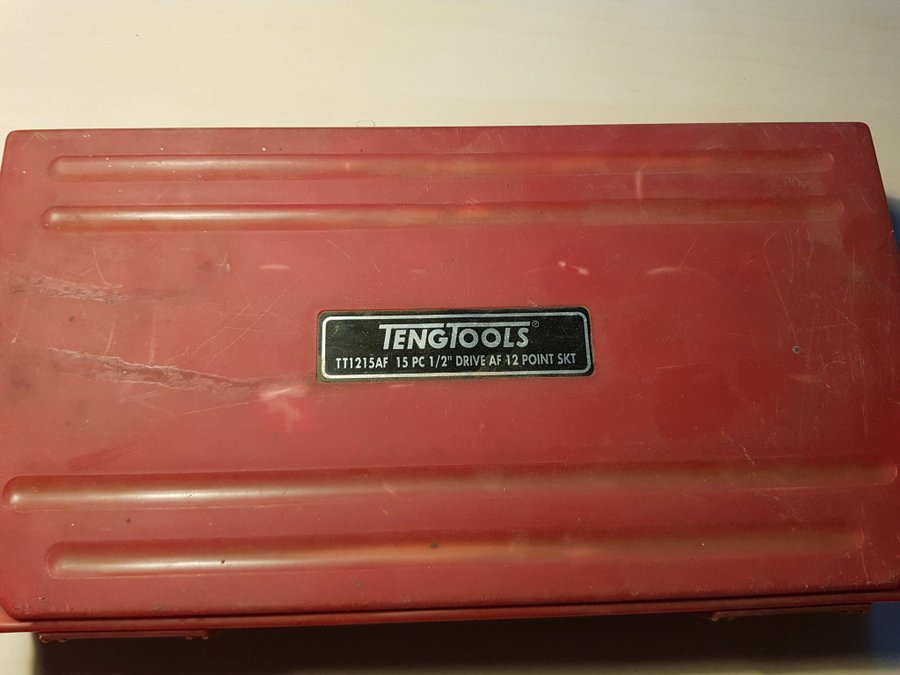 TENGTOOLS®
TT1215AF 15 PC 1/2" DRIVE AF 12 POINT SKT